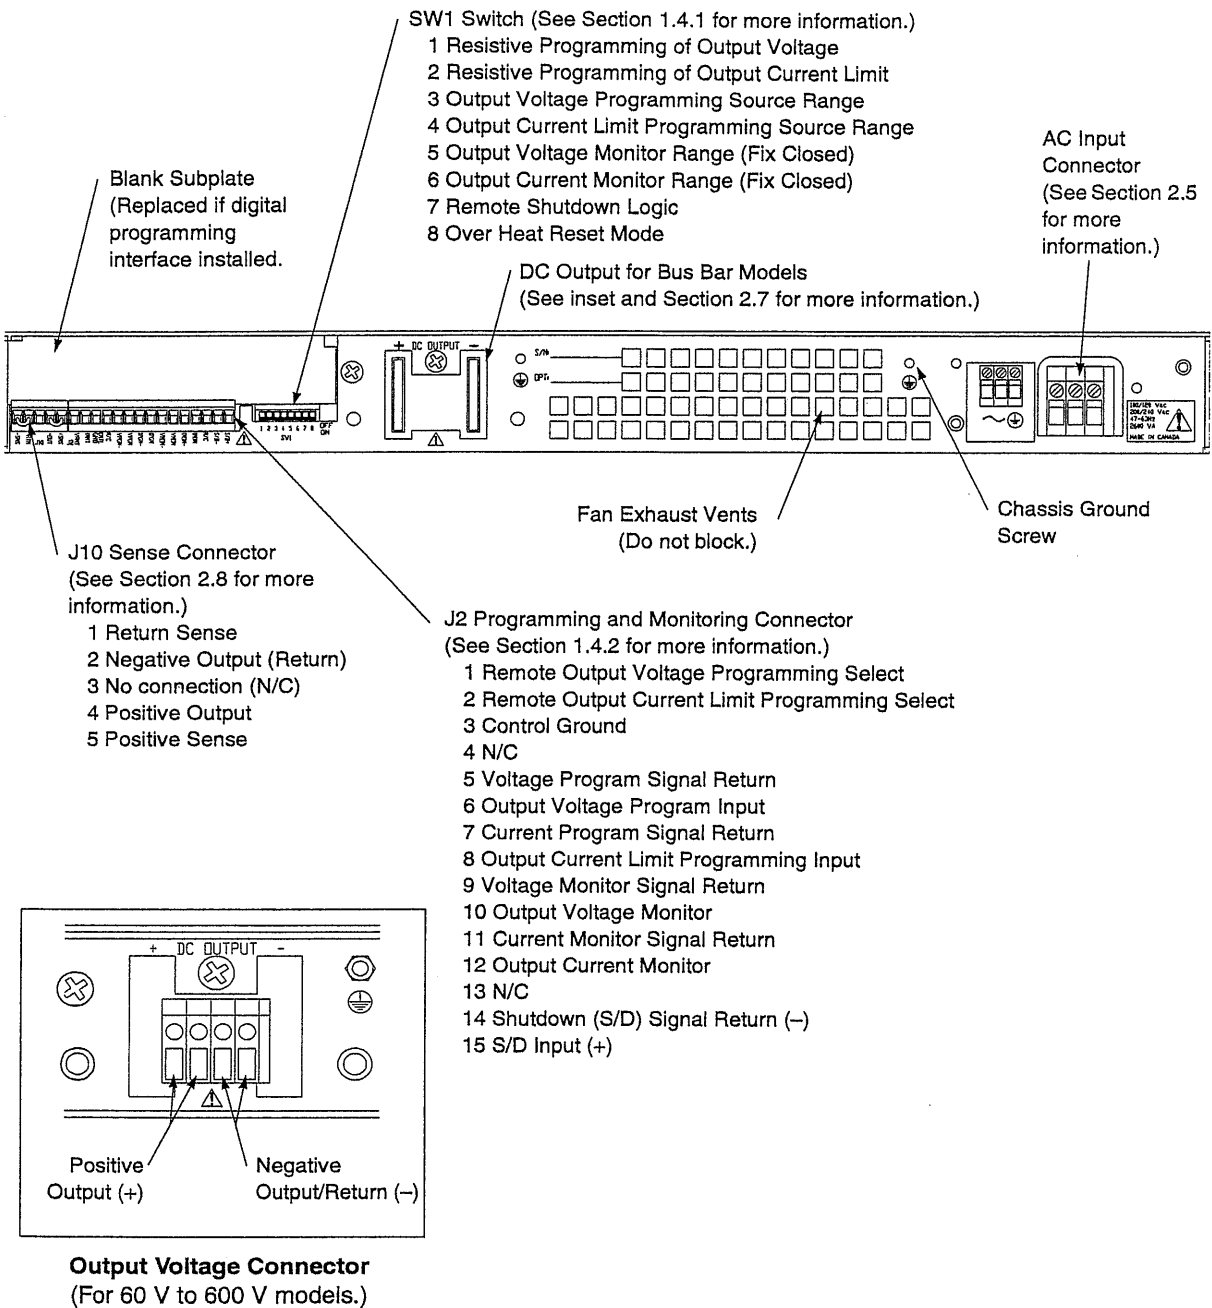 SW1 Switch (See Section 1.4.1 for more information.)
1 Resistive Programming of Output Voltage
2 Resistive Programming of Output Current Limit
3 Output Voltage Programming Source Range
4 Output Current Limit Programming Source Range
5 Output Voltage Monitor Range (Fix Closed)
6 Output Current Monitor Range (Fix Closed)
7 Remote Shutdown Logic
8 Over Heat Reset Mode
AC Input
Connector
(See Section 2.5
for more
information.)
Blank Subplate
(Replaced if digital
programming
interface installed.
DC Output for Bus Bar Models
(See inset and Section 2.7 for more information.)
+ DC OUTPUT -
S/N:
OPT:
1 2 3 4 5 6 7 8
OFF
ON
SW1
MADE IN CANADA
Fan Exhaust Vents
(Do not block.)
Chassis Ground
Screw
J10 Sense Connector
(See Section 2.8 for more
information.)
1 Return Sense
2 Negative Output (Return)
3 No connection (N/C)
4 Positive Output
5 Positive Sense
J2 Programming and Monitoring Connector
(See Section 1.4.2 for more information.)
1 Remote Output Voltage Programming Select
2 Remote Output Current Limit Programming Select
3 Control Ground
4 N/C
5 Voltage Program Signal Return
6 Output Voltage Program Input
7 Current Program Signal Return
8 Output Current Limit Programming Input
9 Voltage Monitor Signal Return
10 Output Voltage Monitor
11 Current Monitor Signal Return
12 Output Current Monitor
13 N/C
14 Shutdown (S/D) Signal Return (–)
15 S/D Input (+)
+ DC OUTPUT -
Positive
Output (+)
Negative
Output/Return (–)
Output Voltage Connector
(For 60 V to 600 V models.)